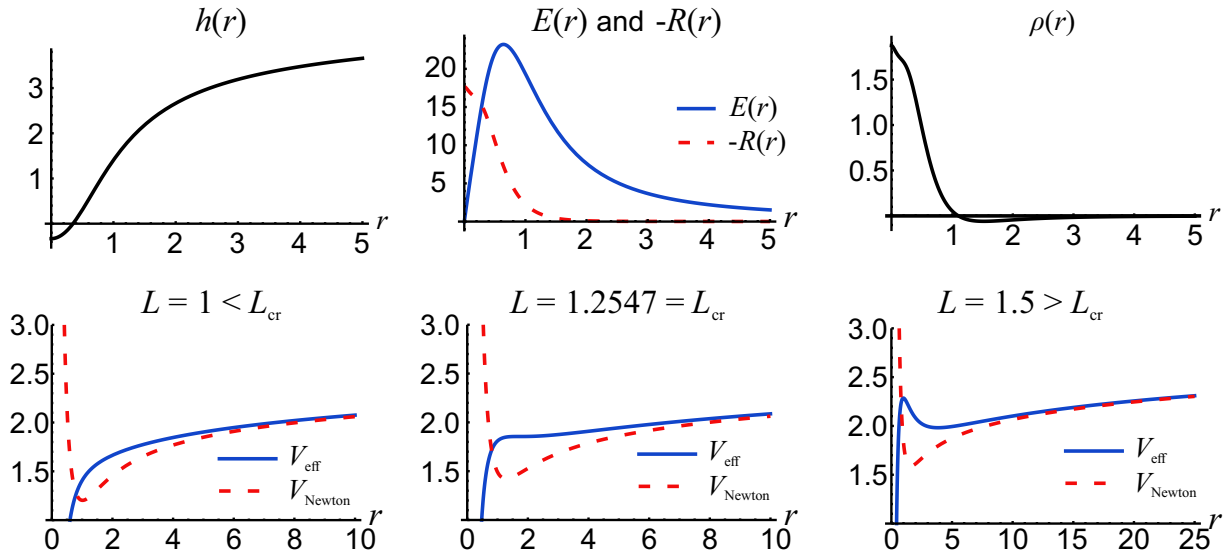 h(r)
3
2
1
1 2 3 4 5 r
E(r) and -R(r)
20
15
10
5
E(r)
-R(r)
0 1 2 3 4 5 r
ρ(r)
1.5
1.0
0.5
0 1 2 3 4 5 r
L = 1 < L_cr
3.0
2.5
2.0
1.5
V_eff
V_Newton
0 2 4 6 8 10 r
L = 1.2547 = L_cr
3.0
2.5
2.0
1.5
V_eff
V_Newton
0 2 4 6 8 10 r
L = 1.5 > L_cr
3.0
2.5
2.0
1.5
V_eff
V_Newton
0 5 10 15 20 25 r